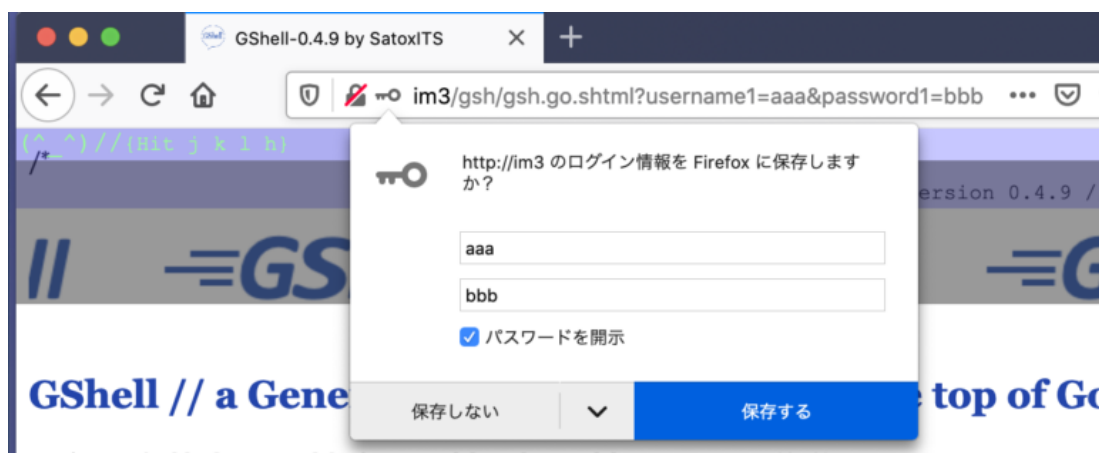 GShell-0.4.9 by SatoxITS
im3/gsh/gsh.go.shtml?username1=aaa&password1=bbb
(^_^)//{Hit j k l h}
/*
http://im3 のログイン情報を Firefox に保存します
か？
ersion 0.4.9 /
GS
G
aaa
bbb
パスワードを開示
GShell // a Gene
top of Go
保存しない
保存する